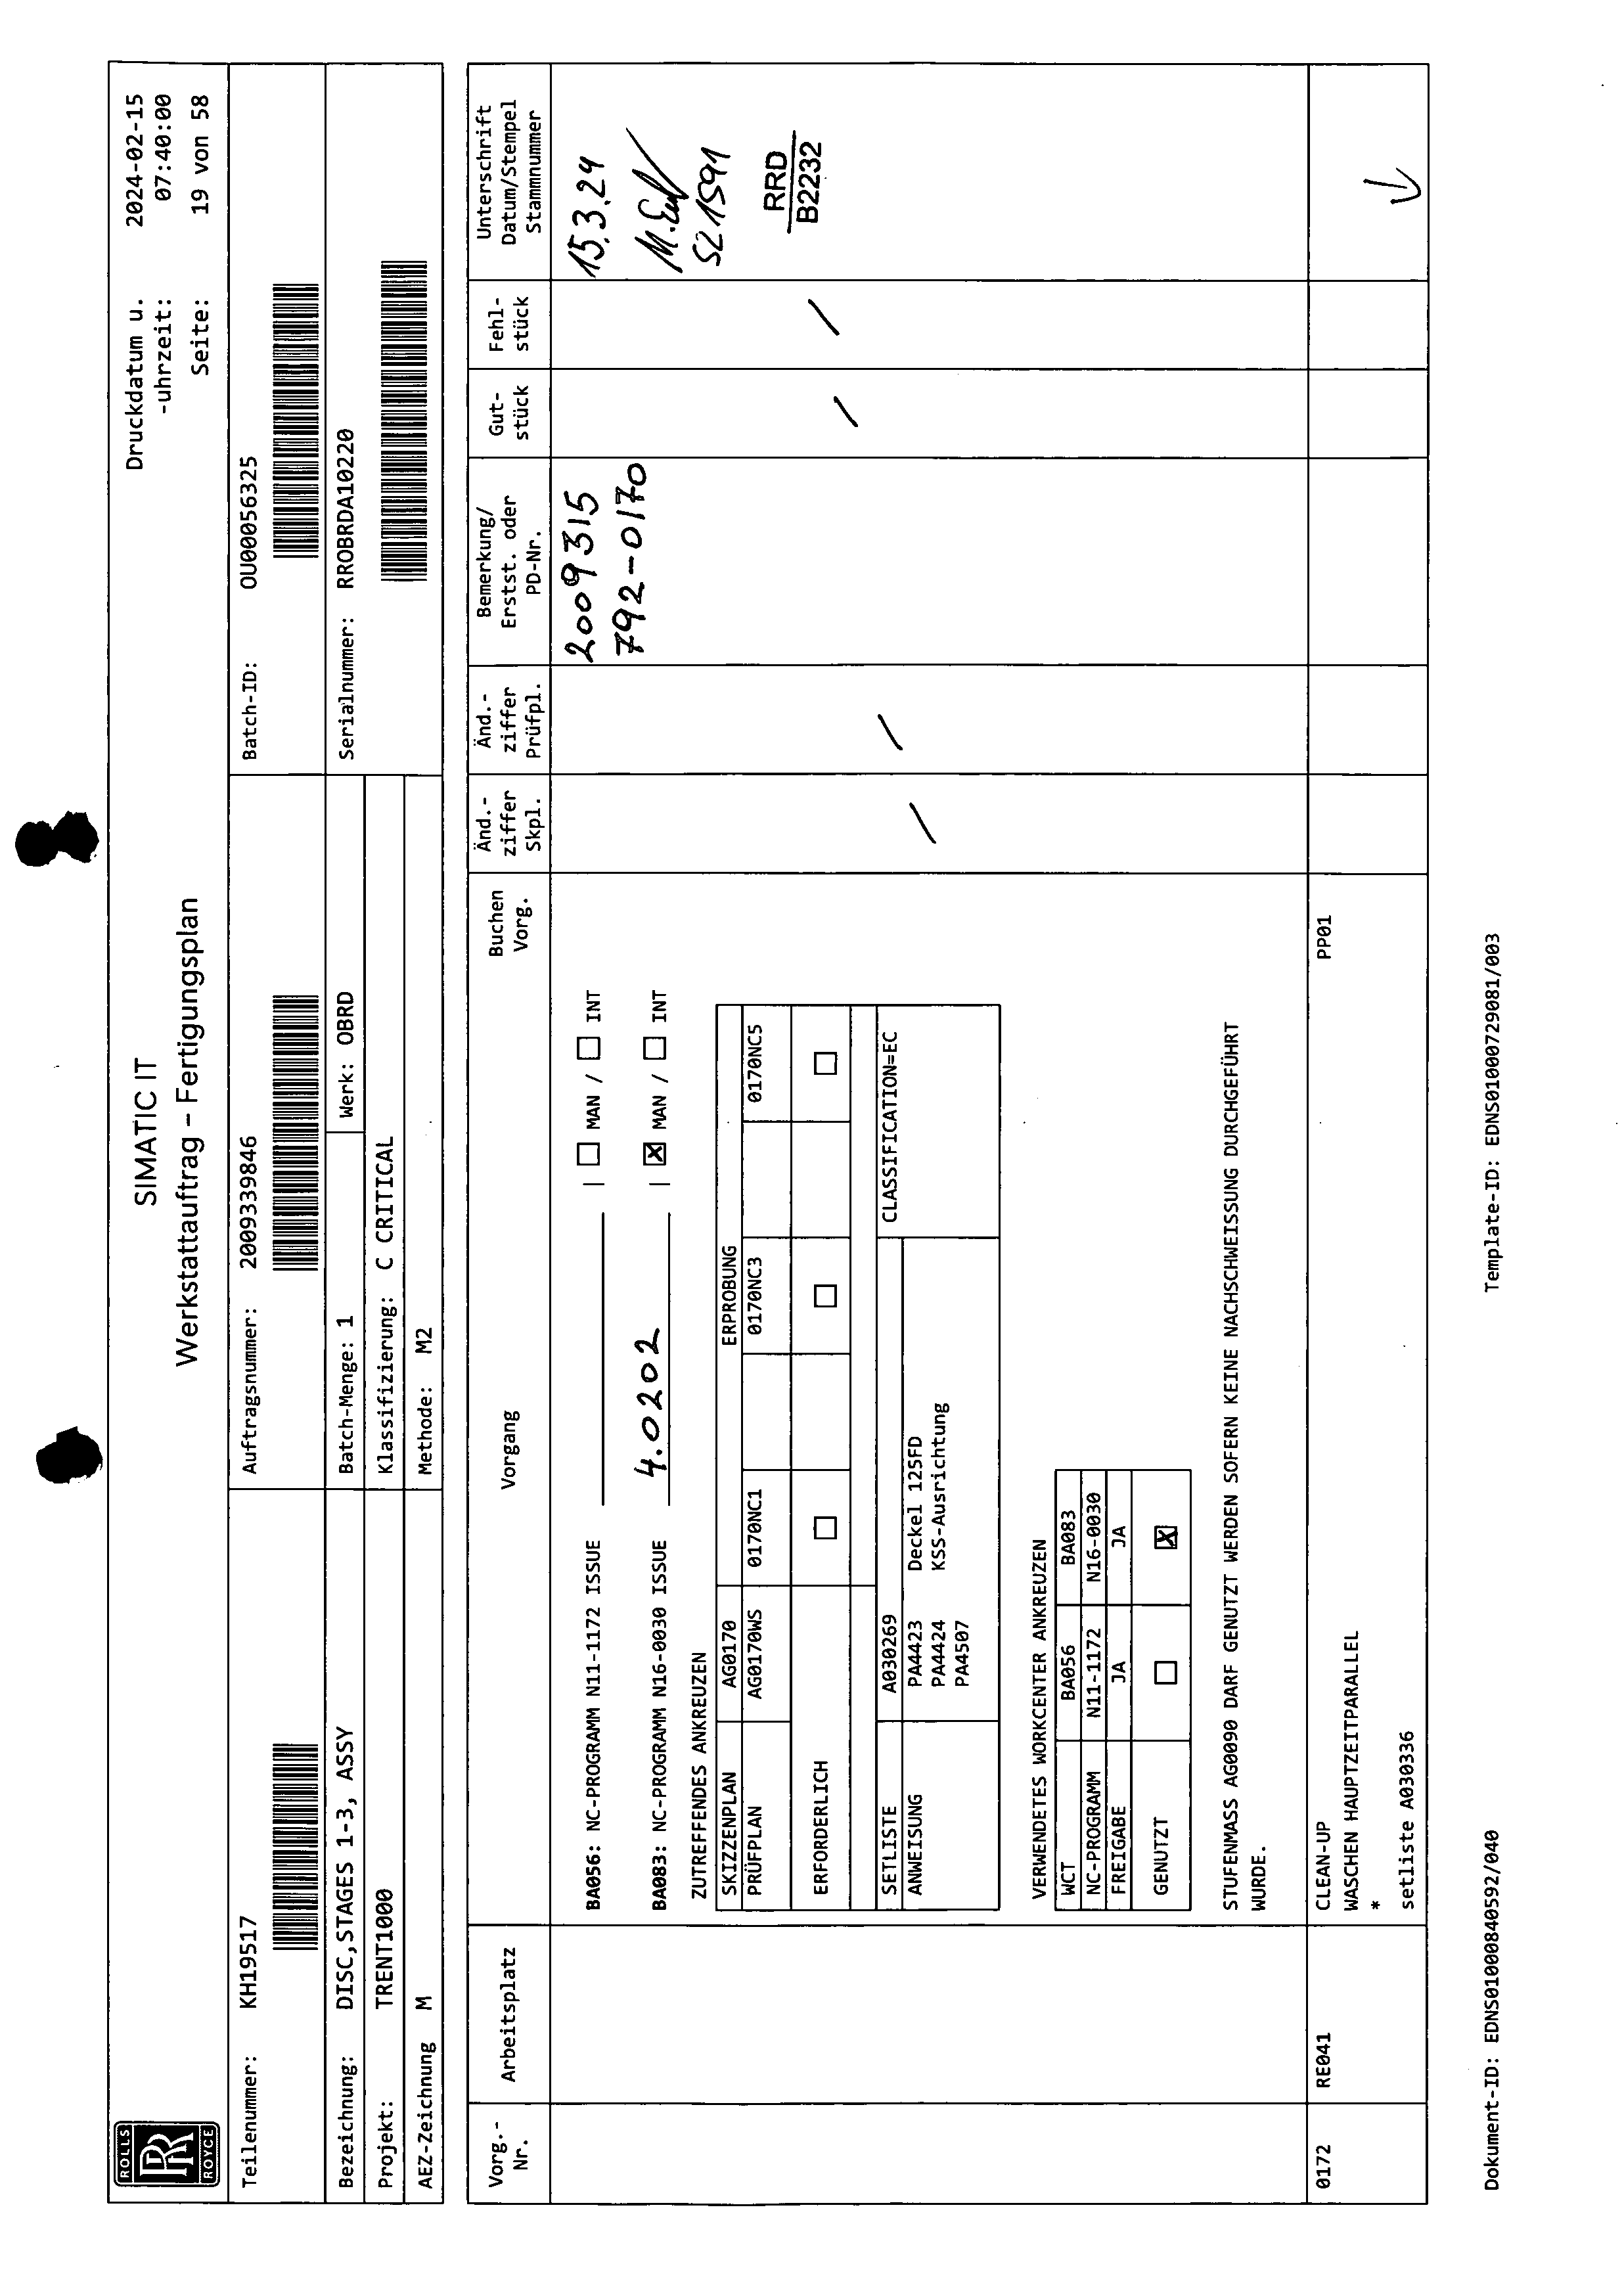 ROLLS
RR
ROYCE
SIMATIC IT
Werkstattauftrag - Fertigungsplan
Druckdatum u. 2024-02-15
-uhrzeit: 07:40:00
Seite: 19 von 58
Teilenummer: KH19517
Auftragsnummer: 2009339846
Batch-ID: OU00056325
Bezeichnung: DISC,STAGES 1-3, ASSY
Batch-Menge: 1
Werk: OBRD
Serialnummer: RROBRDA10220
Projekt: TRENT1000
Klassifizierung: C CRITICAL
AEZ-Zeichnung M
Methode: M2
Vorg.-
Nr.
Arbeitsplatz
Vorgang
Buchen
Vorg.
Änd.-
ziffer
Skpl.
Änd.-
ziffer
Prüfpl.
Bemerkung/
Erstst. oder
PD-Nr.
Gut-
stück
Fehl-
stück
Unterschrift
Datum/Stempel
Stammnummer
BA056: NC-PROGRAMM N11-1172 ISSUE ________ | ☐ MAN / ☐ INT
BA083: NC-PROGRAMM N16-0030 ISSUE 4.0202 | ☒ MAN / ☐ INT
2009315
792-0170
/
/
/
/
15.3.24
521591
RRD
B2232
ZUTREFFENDES ANKREUZEN
SKIZZENPLAN AG0170 ERPROBUNG
PRÜFPLAN AG0170WS 0170NC1 0170NC3 0170NC5
ERFORDERLICH ☐ ☐ ☐
SETLISTE A030269 CLASSIFICATION=EC
ANWEISUNG PA4423 Deckel 125FD
PA4424 KSS-Ausrichtung
PA4507
VERWENDETES WORKCENTER ANKREUZEN
WCT BA056 BA083
NC-PROGRAMM N11-1172 N16-0030
FREIGABE JA JA
GENUTZT ☐ ☒
STUFENMASS AG0090 DARF GENUTZT WERDEN SOFERN KEINE NACHSCHWEISSUNG DURCHGEFÜHRT
WURDE.
0172 RE041 CLEAN-UP PP01
WASCHEN HAUPTZEITPARALLEL
*
setliste A030336
Dokument-ID: EDNS01000840592/040
Template-ID: EDNS01000729081/003